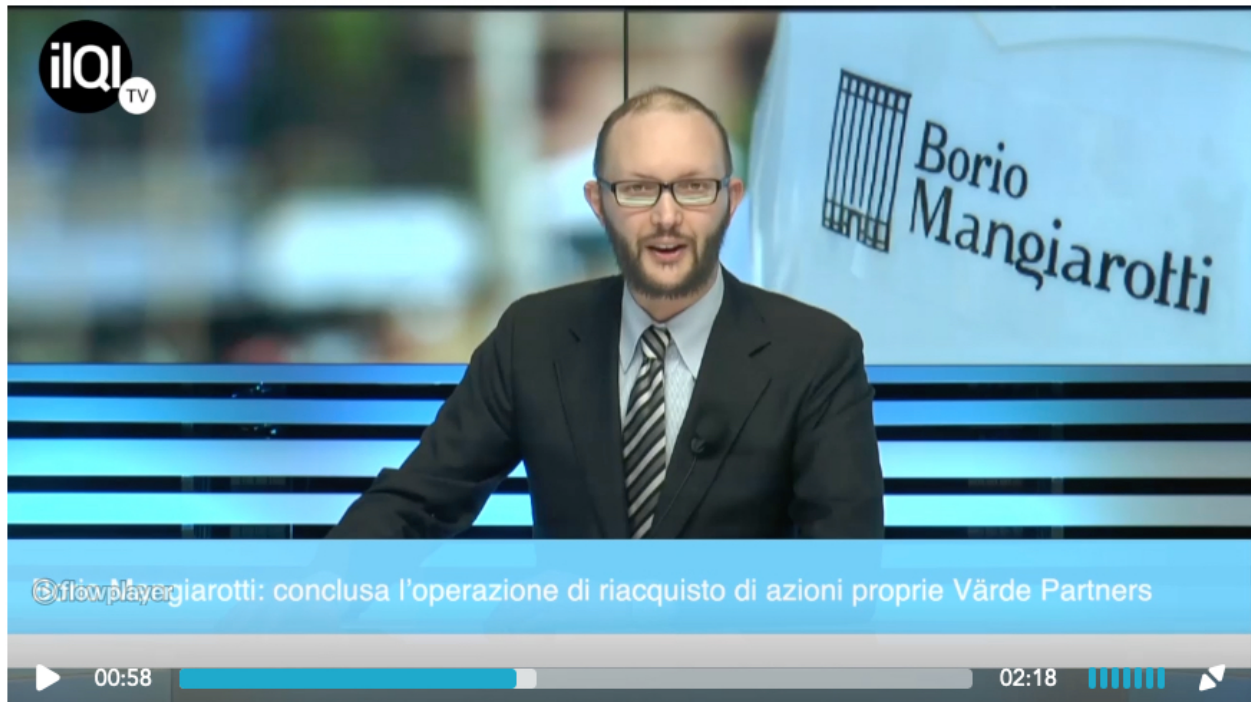 ilQI
TV
Borio
Mangiarotti
flowplayer
giarotti: conclusa l'operazione di riacquisto di azioni proprie Värde Partners
00:58
02:18